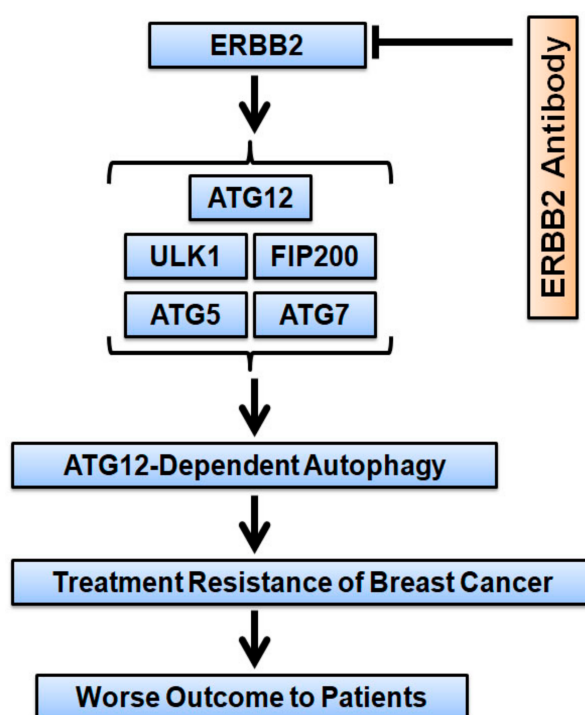 ERBB2
ERBB2 Antibody
ATG12
ULK1 FIP200
ATG5 ATG7
ATG12-Dependent Autophagy
Treatment Resistance of Breast Cancer
Worse Outcome to Patients